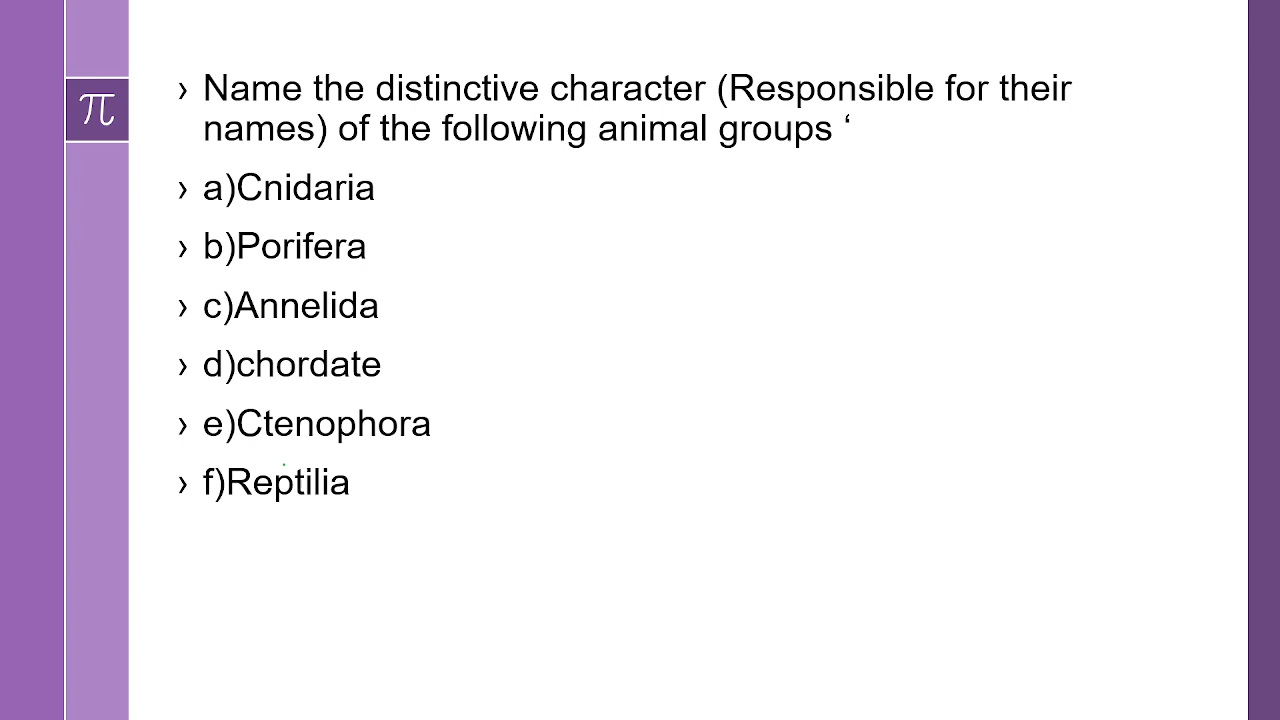 π
› Name the distinctive character (Responsible for their
names) of the following animal groups ‘
› a)Cnidaria
› b)Porifera
› c)Annelida
› d)chordate
› e)Ctenophora
› f)Reptilia